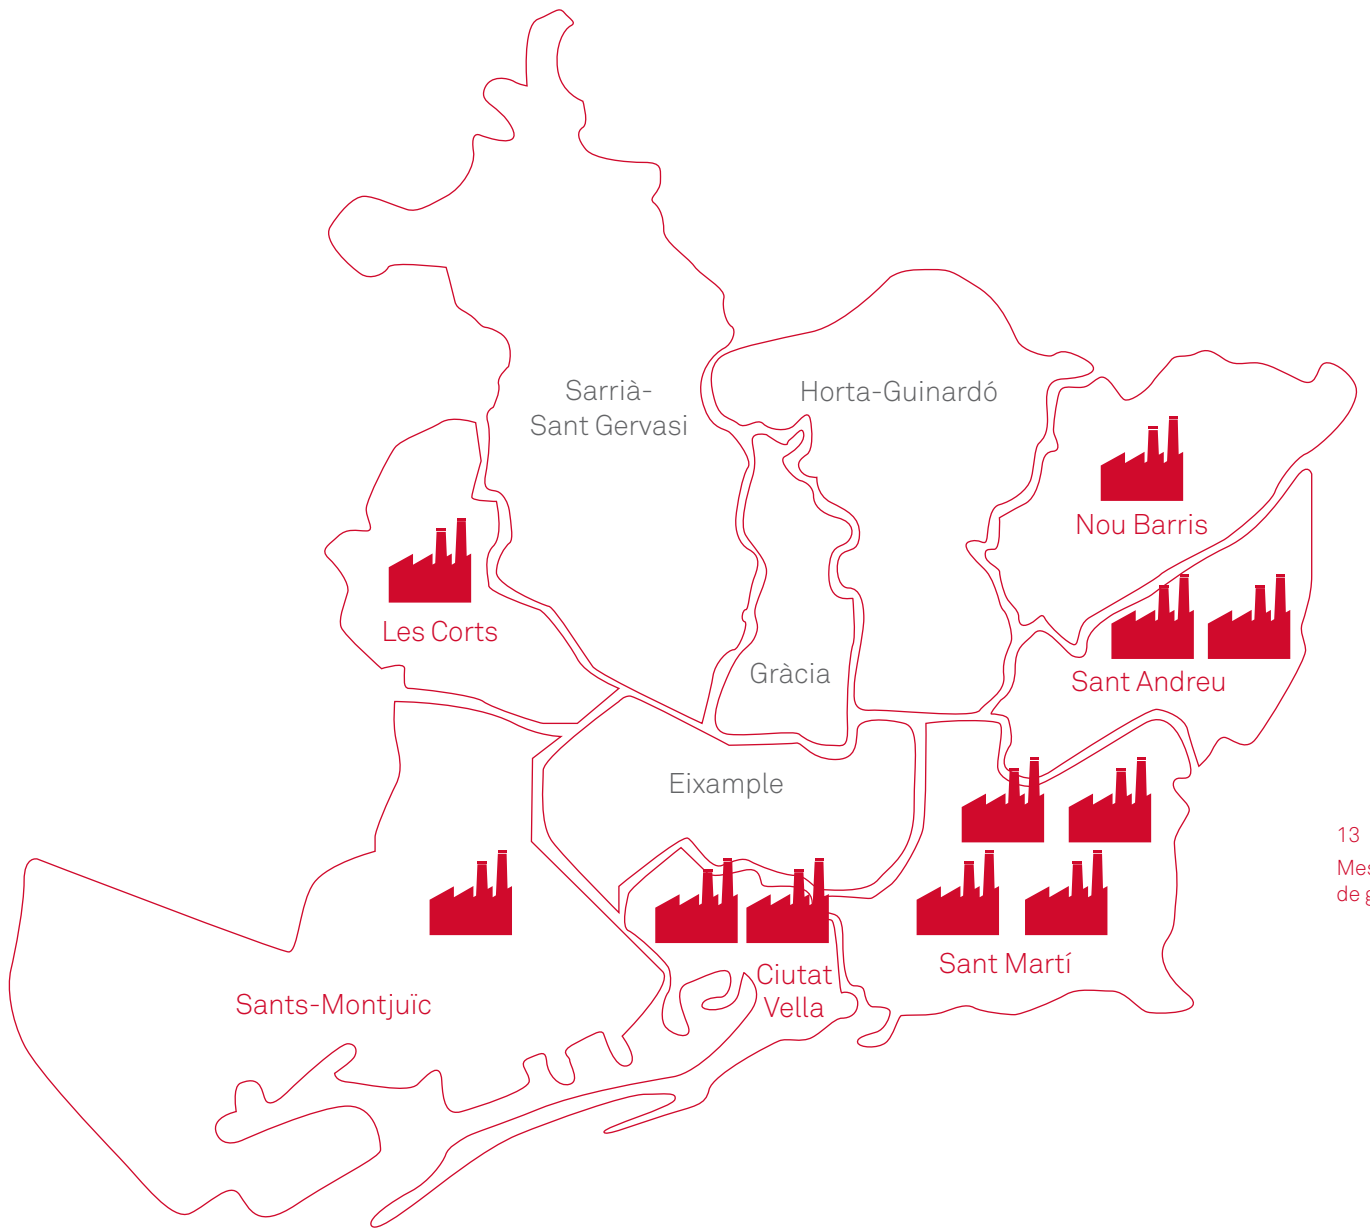 Sarrià-
Sant Gervasi
Horta-Guinardó
Nou Barris
Les Corts
Gràcia
Sant Andreu
Eixample
13
de
Sant Martí
Ciutat
Vella
Sants-Montjuïc